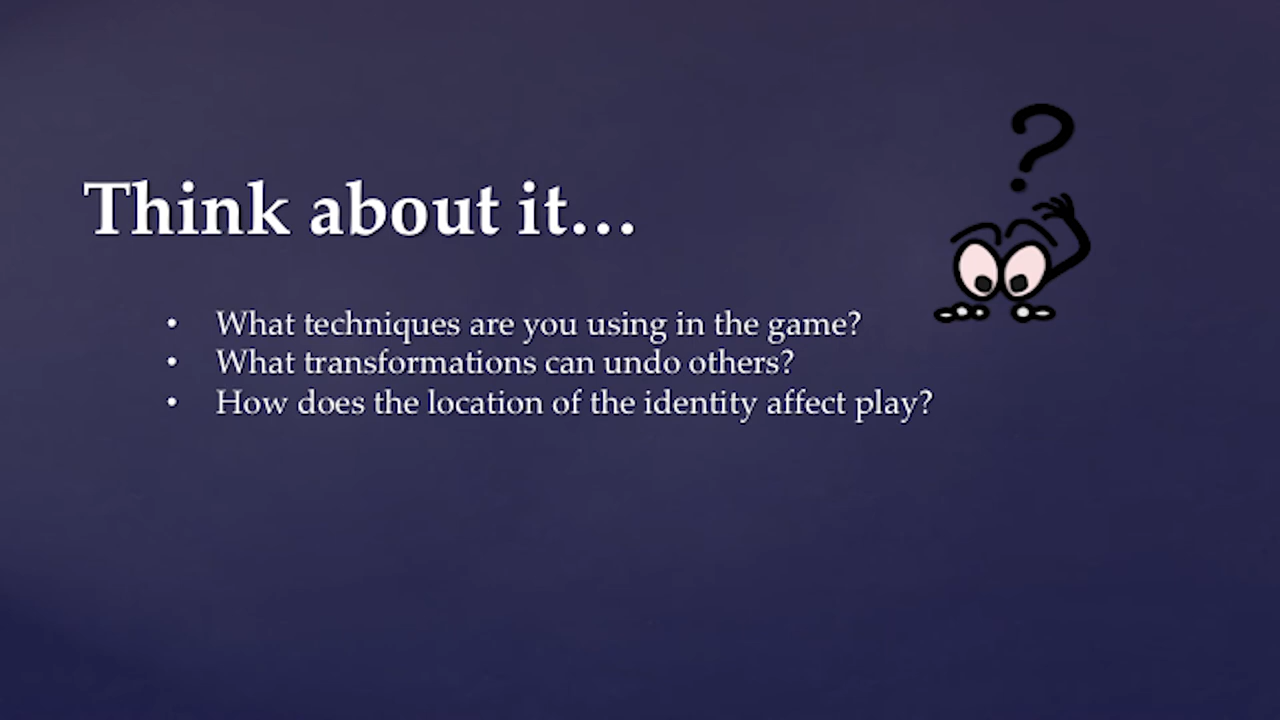 Think about it…
• What techniques are you using in the game?
• What transformations can undo others?
• How does the location of the identity affect play?
?